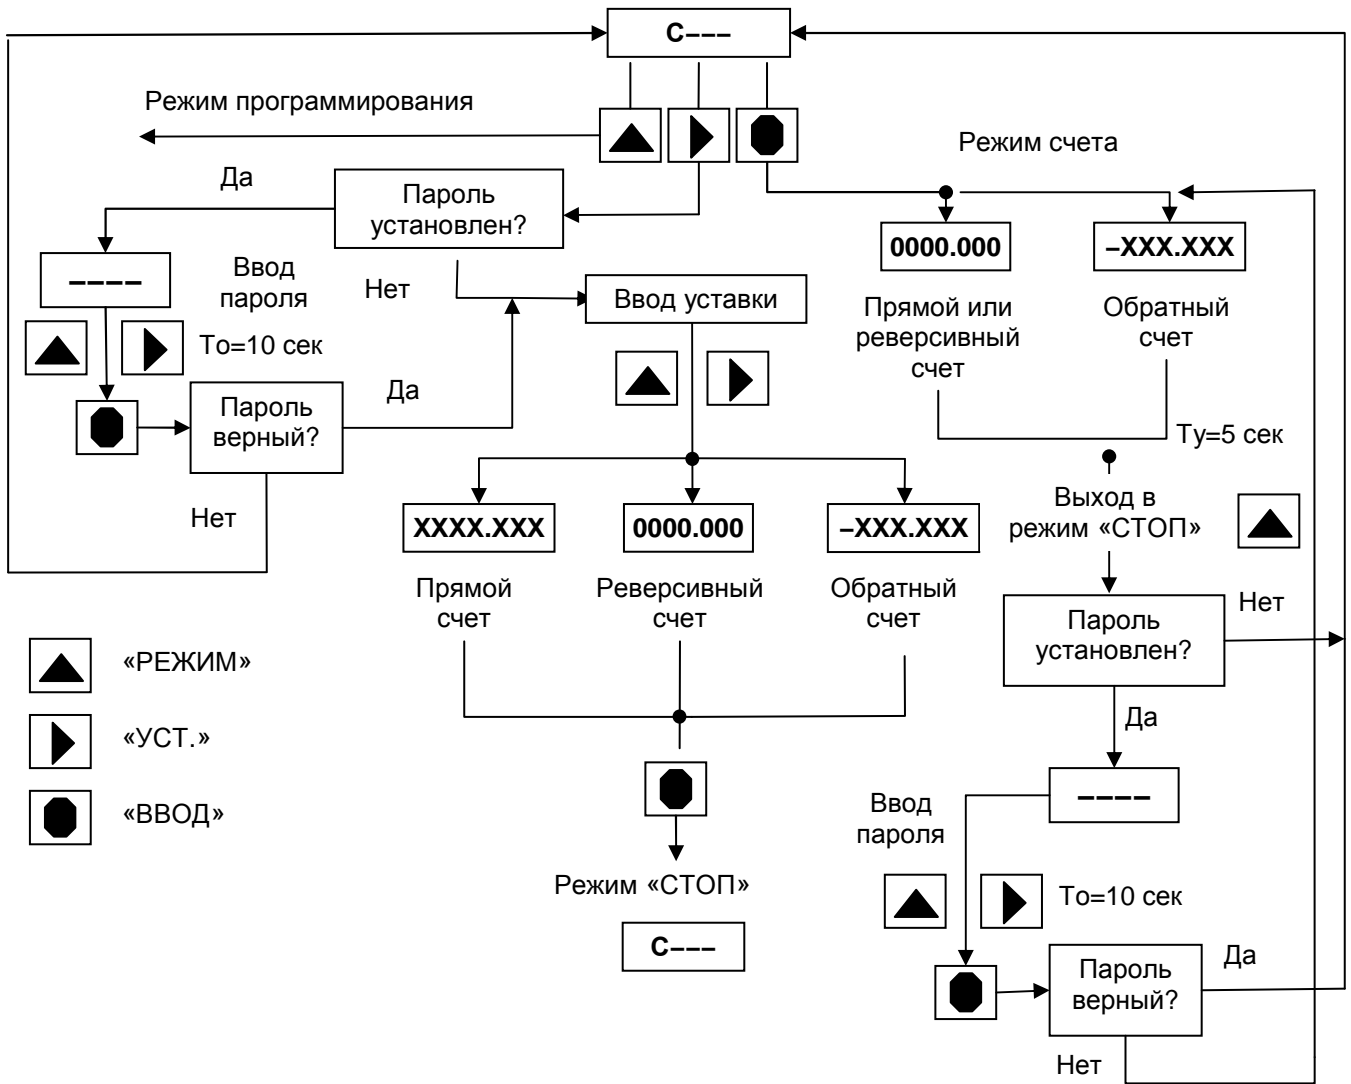 C–––
Режим программирования
Режим счета
Да
Пароль
установлен?
0000.000
–XXX.XXX
––––
Ввод
пароля
Нет
Ввод уставки
Прямой или
реверсивный
счет
Обратный
счет
То=10 сек
Да
Пароль
верный?
Ту=5 сек
Нет
XXXX.XXX
0000.000
–XXX.XXX
Выход в
режим «СТОП»
Прямой
счет
Реверсивный
счет
Обратный
счет
Нет
Пароль
установлен?
«РЕЖИМ»
«УСТ.»
«ВВОД»
Да
––––
Ввод
пароля
Режим «СТОП»
То=10 сек
C–––
Пароль
верный?
Да
Нет